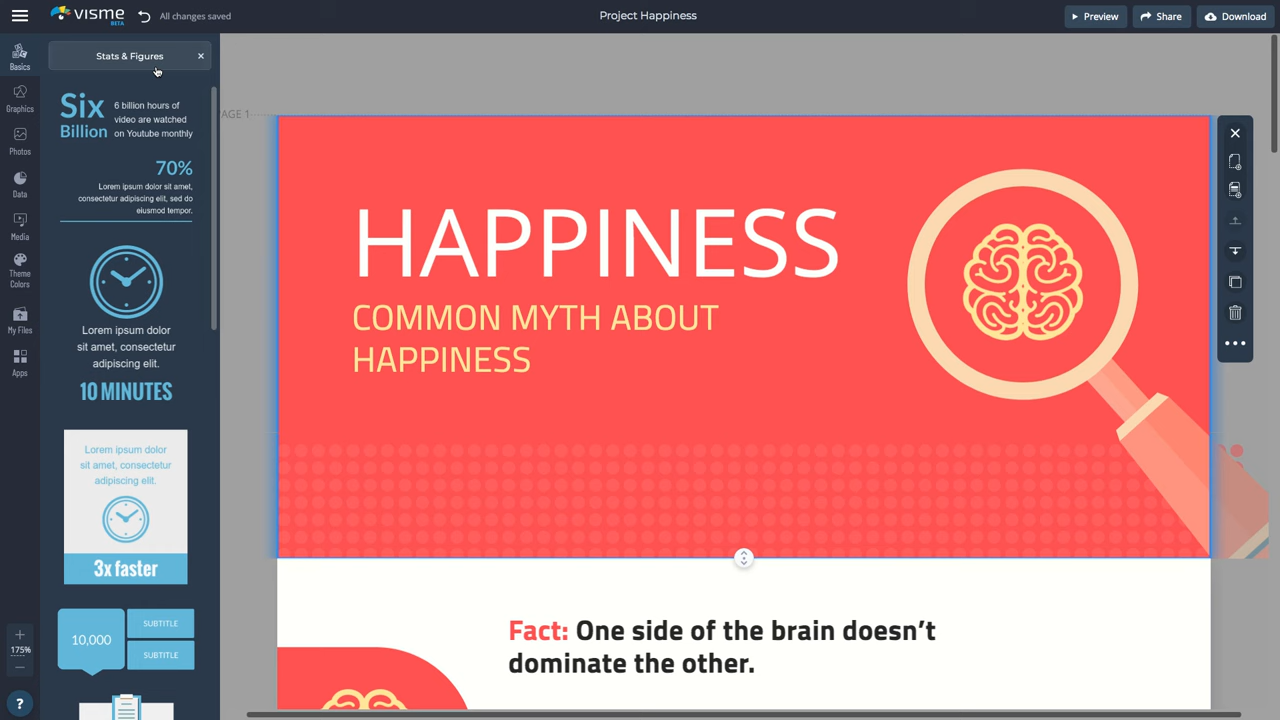 visme
BETA
All changes saved
Project Happiness
Preview
Share
Download
Basics
Graphics
Photos
Data
Media
Theme
Colors
My Files
Apps
175%
?
Stats & Figures
Six
Billion
6 billion hours of
video are watched
on Youtube monthly
70%
Lorem ipsum dolor sit amet,
consectetur adipiscing elit, sed do
eiusmod tempor.
Lorem ipsum dolor
sit amet, consectetur
adipiscing elit.
10 MINUTES
Lorem ipsum dolor
sit amet, consectetur
adipiscing elit.
3x faster
10,000
SUBTITLE
SUBTITLE
AGE 1
HAPPINESS
COMMON MYTH ABOUT
HAPPINESS
Fact: One side of the brain doesn’t
dominate the other.